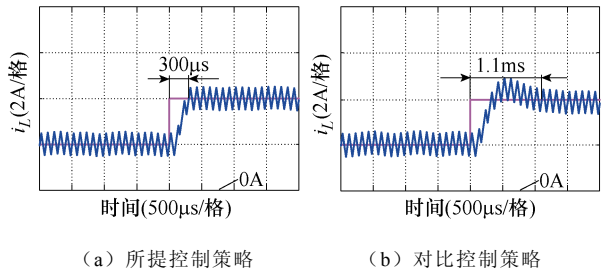 300μs
iL(2A/格)
0A
时间(500μs/格)
(a)所提控制策略
1.1ms
iL(2A/格)
0A
时间(500μs/格)
(b)对比控制策略